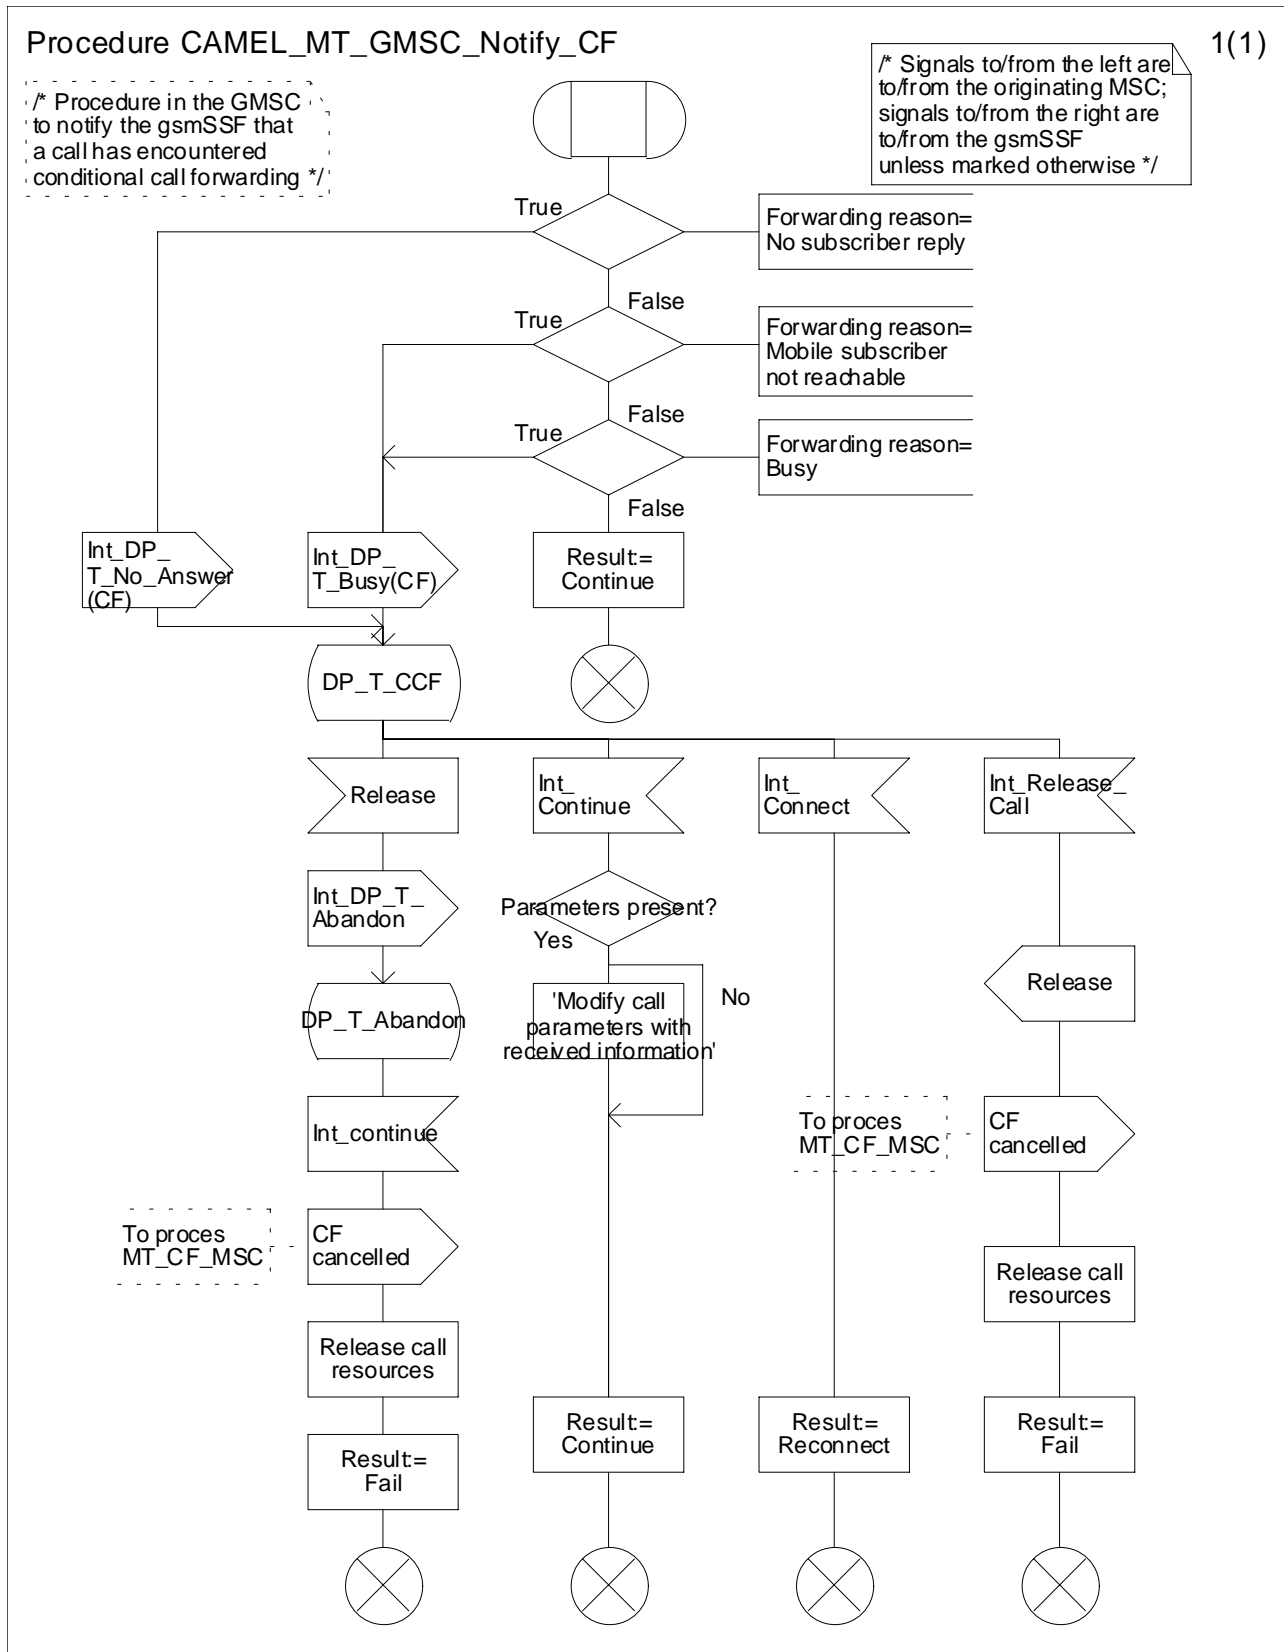 Procedure CAMEL_MT_GMSC_Notify_CF
1(1)
/* Procedure in the GMSC
to notify the gsmSSF that
a call has encountered
conditional call forwarding */
/* Signals to/from the left are
to/from the originating MSC;
signals to/from the right are
to/from the gsmSSF
unless marked otherwise */
True
Forwarding reason=
No subscriber reply
False
True
Forwarding reason=
Mobile subscriber
not reachable
False
True
Forwarding reason=
Busy
False
Int_DP_
T_No_Answer
(CF)
Int_DP_
T_Busy(CF)
Result:=
Continue
DP_T_CCF
Release
Int_
Continue
Int_
Connect
Int_Release_
Call
Int_DP_T_
Abandon
Parameters present?
Yes
No
Release
DP_T_Abandon
'Modify call
parameters with
received information'
Int_continue
To proces
MT_CF_MSC
CF
cancelled
To proces
MT_CF_MSC
CF
cancelled
Release call
resources
Release call
resources
Result:=
Continue
Result:=
Reconnect
Result:=
Fail
Result:=
Fail